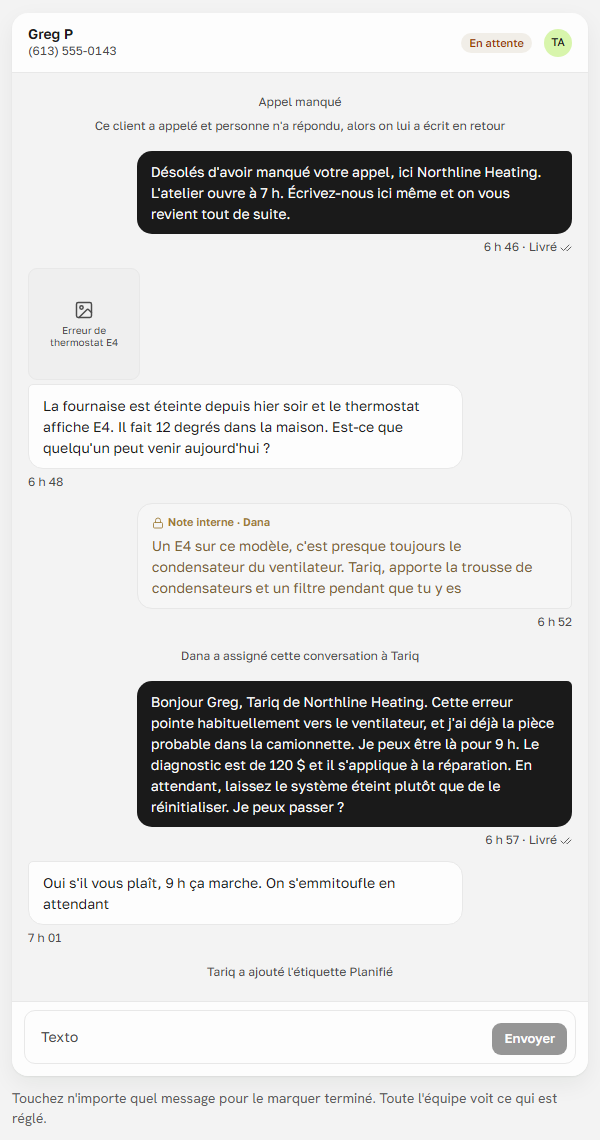 Greg P
(613) 555-0143
En attente
TA
Appel manqué
Ce client a appelé et personne n'a répondu, alors on lui a écrit en retour
Désolés d'avoir manqué votre appel, ici Northline Heating.
L'atelier ouvre à 7 h. Écrivez-nous ici même et on vous
revient tout de suite.
6 h 46 · Livré
Erreur de
thermostat E4
La fournaise est éteinte depuis hier soir et le thermostat
affiche E4. Il fait 12 degrés dans la maison. Est-ce que
quelqu'un peut venir aujourd'hui ?
6 h 48
Note interne · Dana
Un E4 sur ce modèle, c'est presque toujours le
condensateur du ventilateur. Tariq, apporte la trousse de
condensateurs et un filtre pendant que tu y es
6 h 52
Dana a assigné cette conversation à Tariq
Bonjour Greg, Tariq de Northline Heating. Cette erreur
pointe habituellement vers le ventilateur, et j'ai déjà la pièce
probable dans la camionnette. Je peux être là pour 9 h. Le
diagnostic est de 120 $ et il s'applique à la réparation. En
attendant, laissez le système éteint plutôt que de le
réinitialiser. Je peux passer ?
6 h 57 · Livré
Oui s'il vous plaît, 9 h ça marche. On s'emmitoufle en
attendant
7 h 01
Tariq a ajouté l'étiquette Planifié
Texto
Envoyer
Touchez n'importe quel message pour le marquer terminé. Toute l'équipe voit ce qui est
réglé.